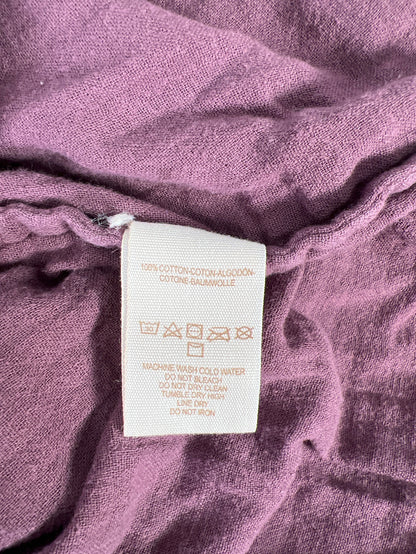 100% COTTON-COTON-ALGODÓN-
COTONE-BAUMWOLLE
30
MACHINE WASH COLD WATER
DO NOT BLEACH
DO NOT DRY CLEAN
TUMBLE DRY HIGH
LINE DRY
DO NOT IRON